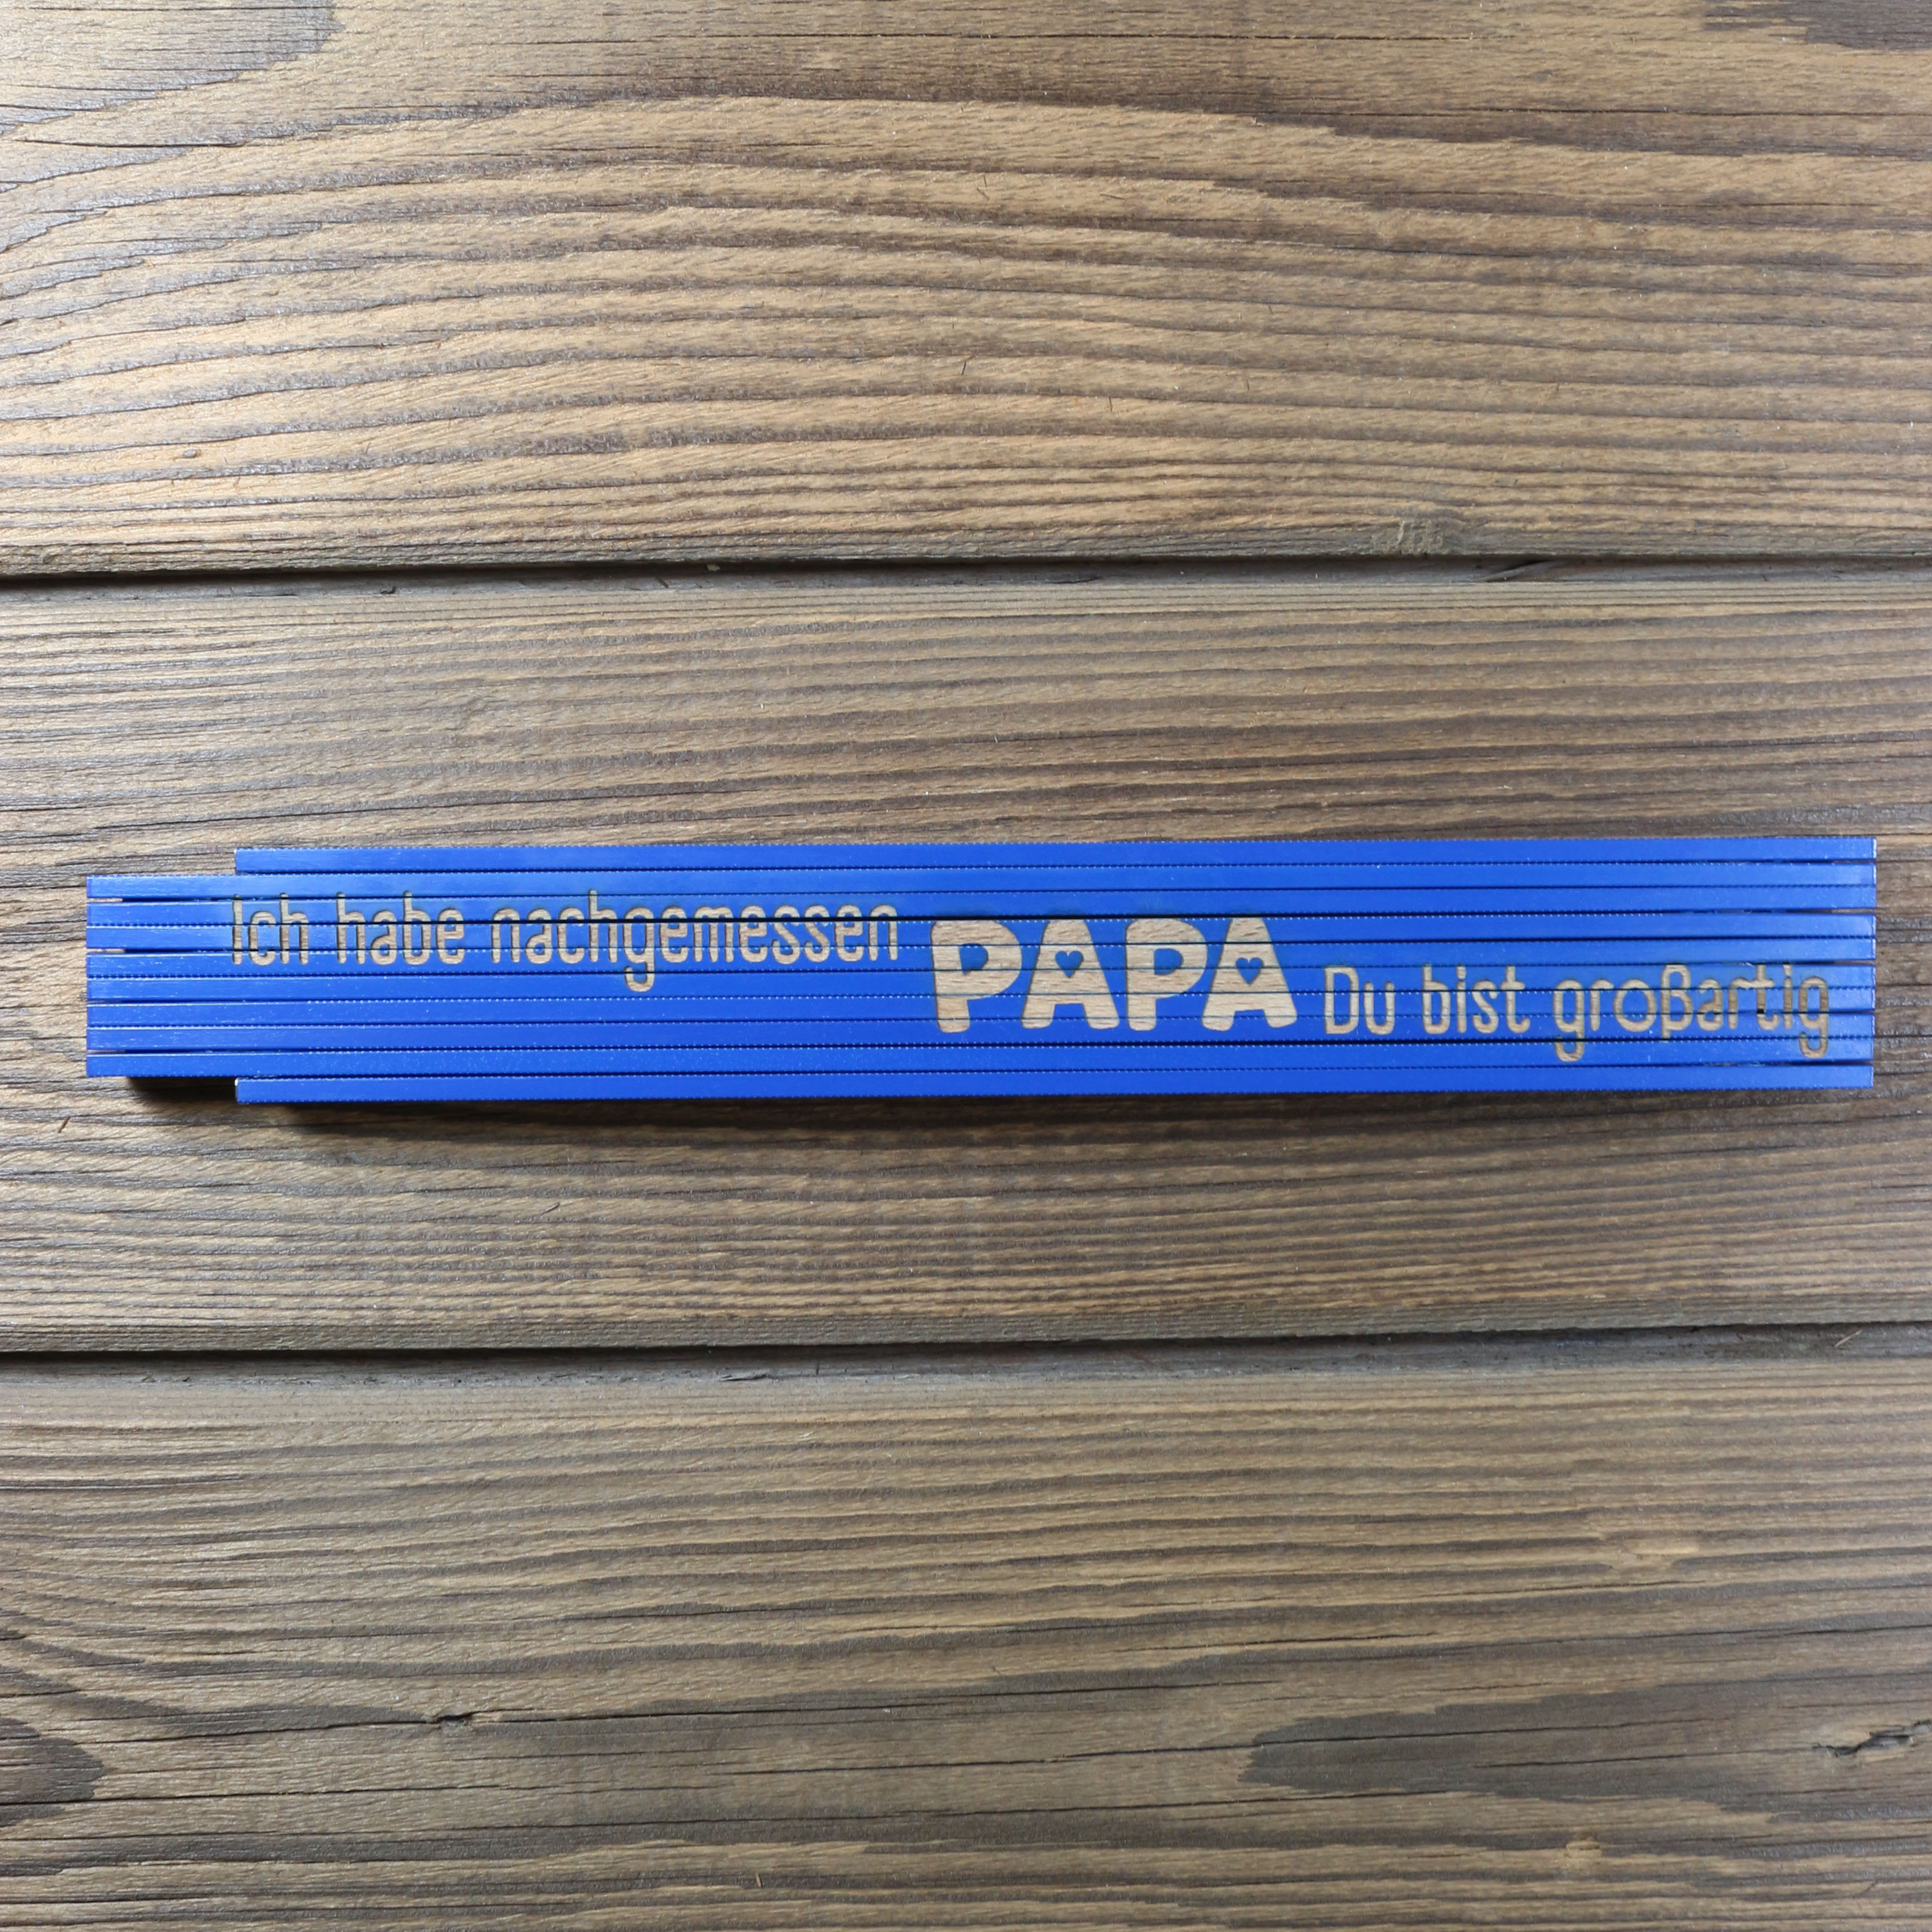 Ich habe nachgemessen
PAPA
Du bist großartig